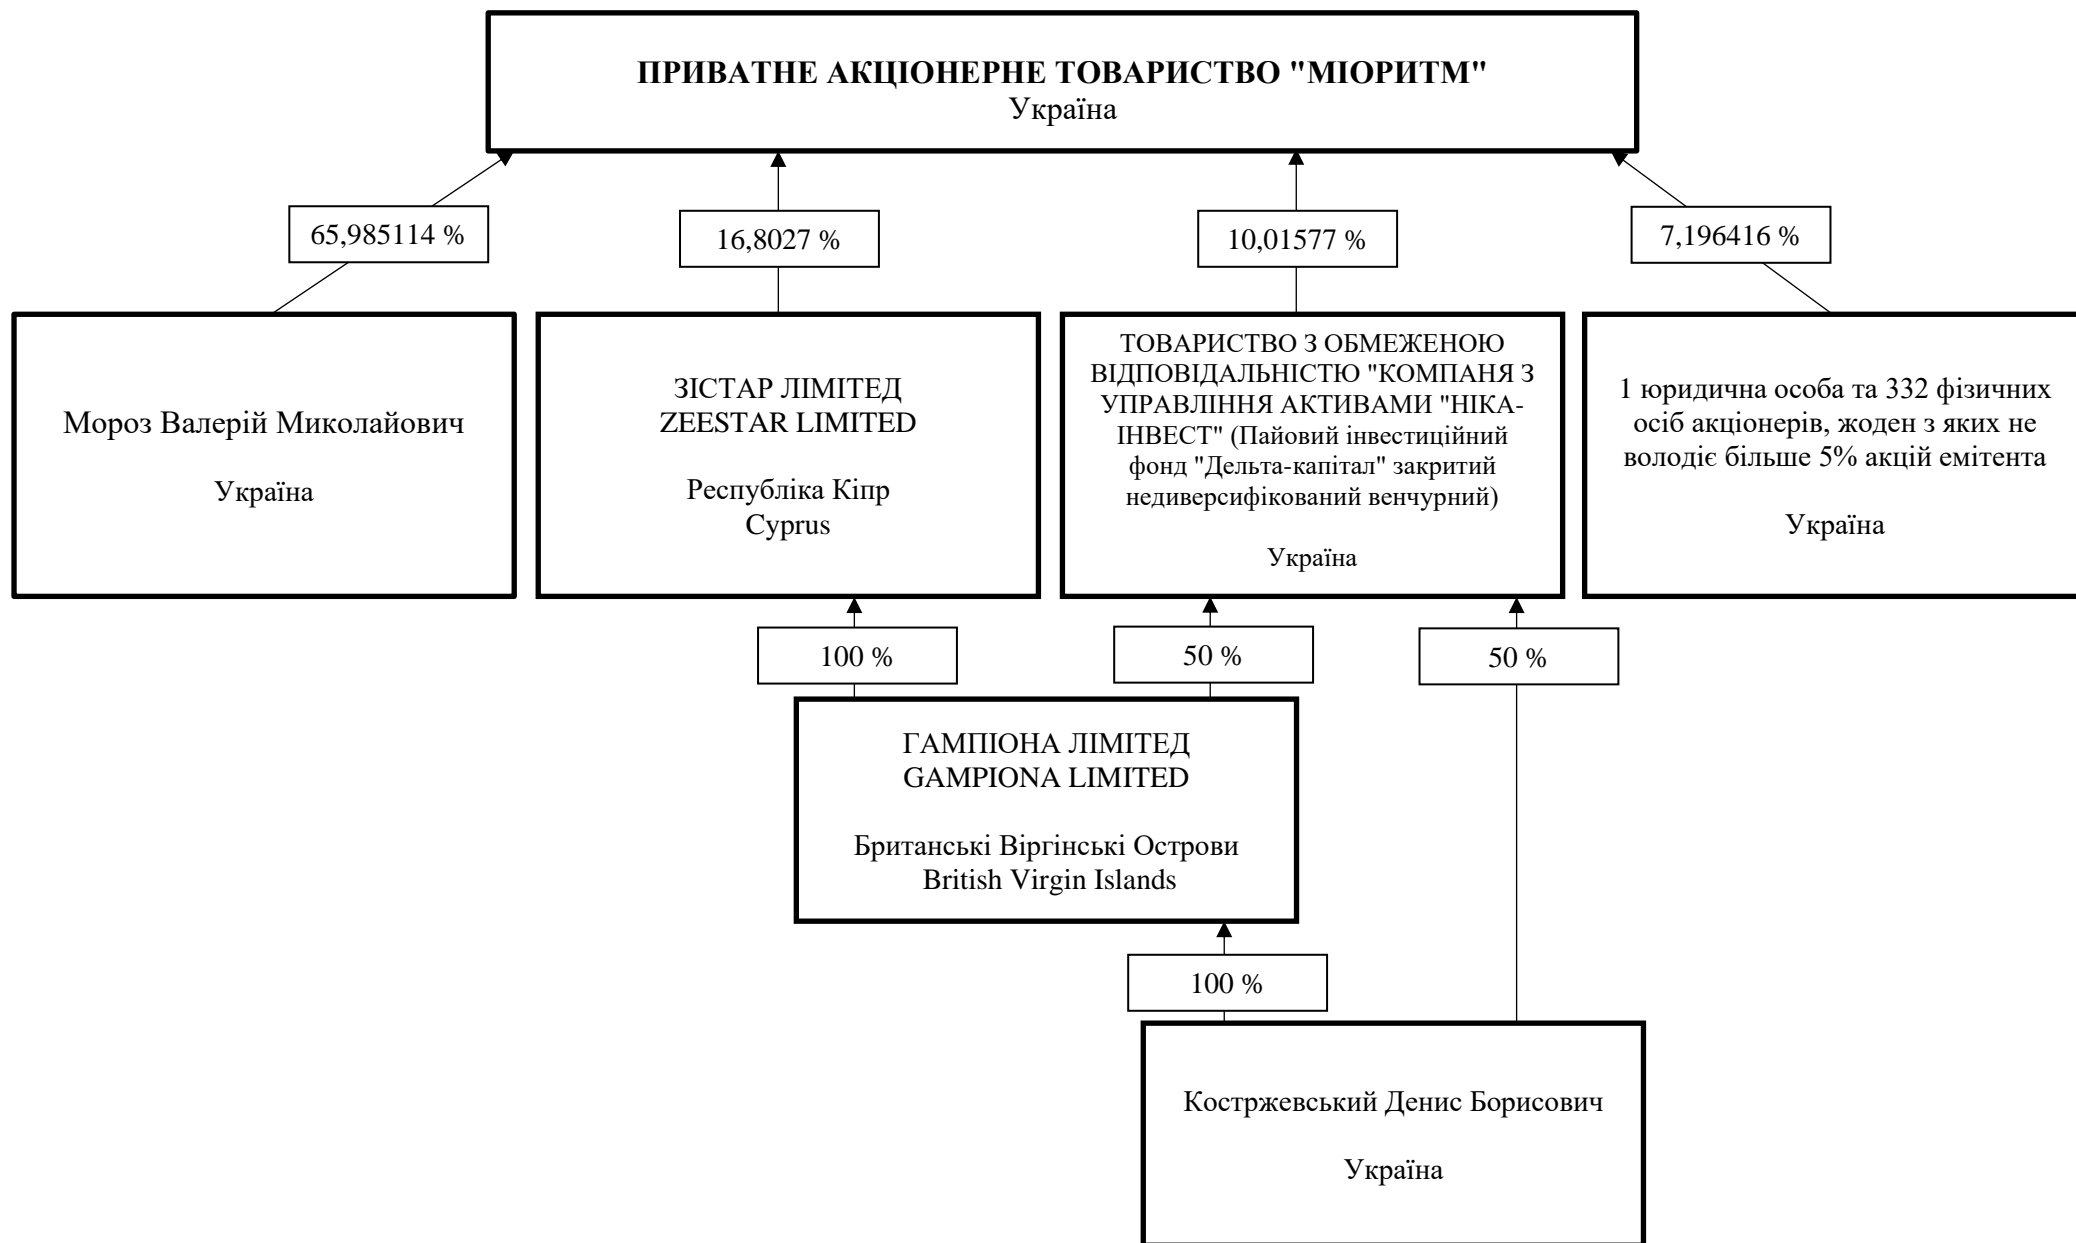 ПРИВАТНЕ АКЦІОНЕРНЕ ТОВАРИСТВО "МІОРИТМ"
Україна
65,985114 %
16,8027 %
10,01577 %
7,196416 %
Мороз Валерій Миколайович
Україна
ЗІСТАР ЛІМІТЕД
ZEESTAR LIMITED
Республіка Кіпр
Cyprus
ТОВАРИСТВО З ОБМЕЖЕНОЮ
ВІДПОВІДАЛЬНІСТЮ "КОМПАНЯ З
УПРАВЛІННЯ АКТИВАМИ "НІКА-
ІНВЕСТ" (Пайовий інвестиційний
фонд "Дельта-капітал" закритий
недиверсифікований венчурний)
Україна
1 юридична особа та 332 фізичних
осіб акціонерів, жоден з яких не
володіє більше 5% акцій емітента
Україна
100 %
50 %
50 %
ГАМПІОНА ЛІМІТЕД
GAMPIONA LIMITED
Британські Віргінські Острови
British Virgin Islands
100 %
Костржевський Денис Борисович
Україна